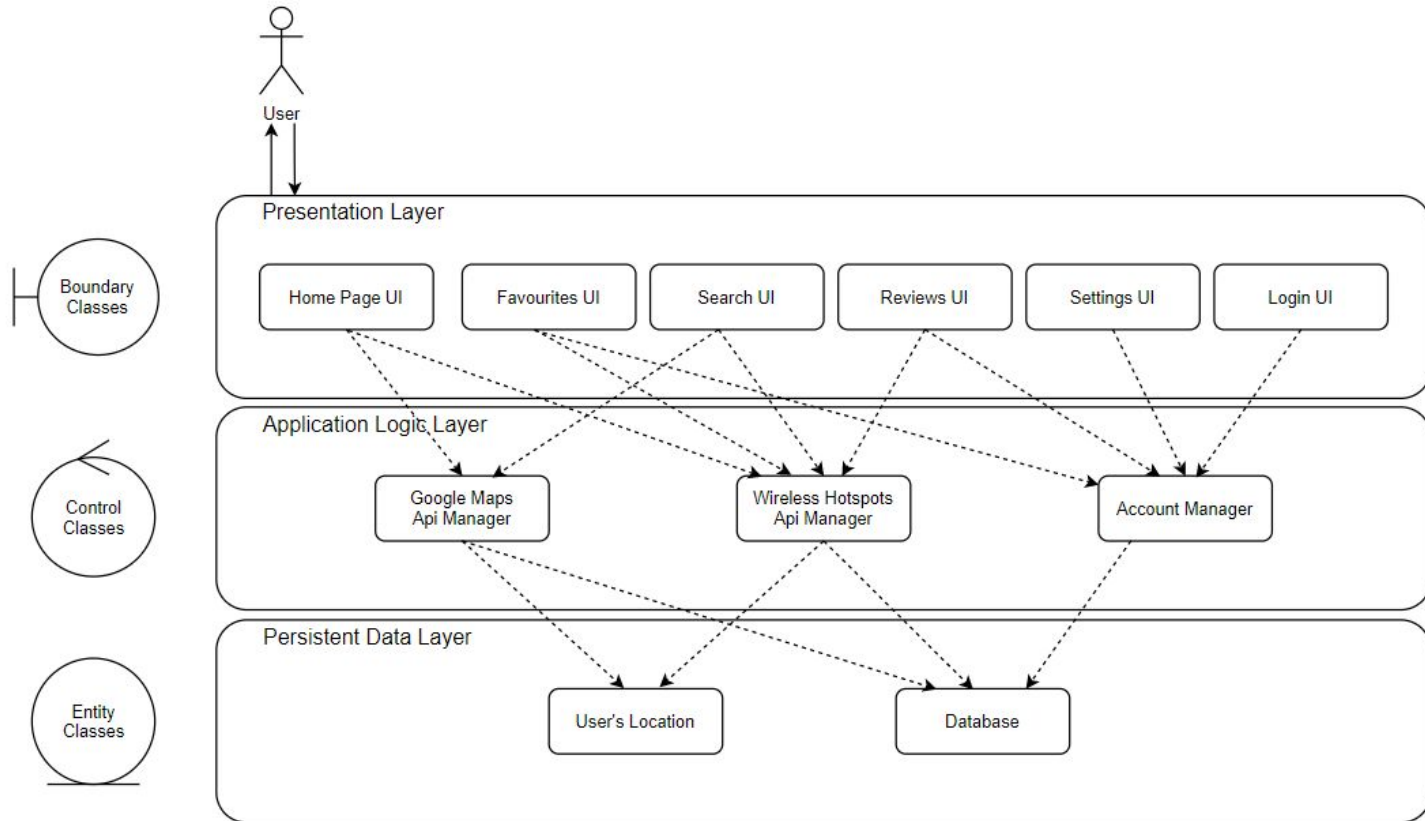 User
Presentation Layer
Boundary
Classes
Home Page UI
Favourites UI
Search UI
Reviews UI
Settings UI
Login UI
Application Logic Layer
Control
Classes
Google Maps
Api Manager
Wireless Hotspots
Api Manager
Account Manager
Persistent Data Layer
Entity
Classes
User's Location
Database